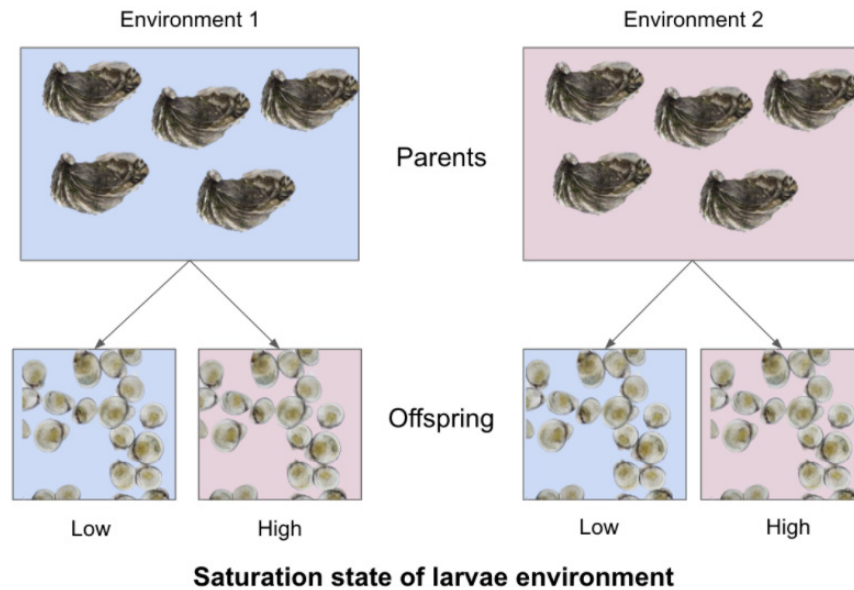 Environment 1
Environment 2
Parents
Offspring
Low
High
Low
High
Saturation state of larvae environment